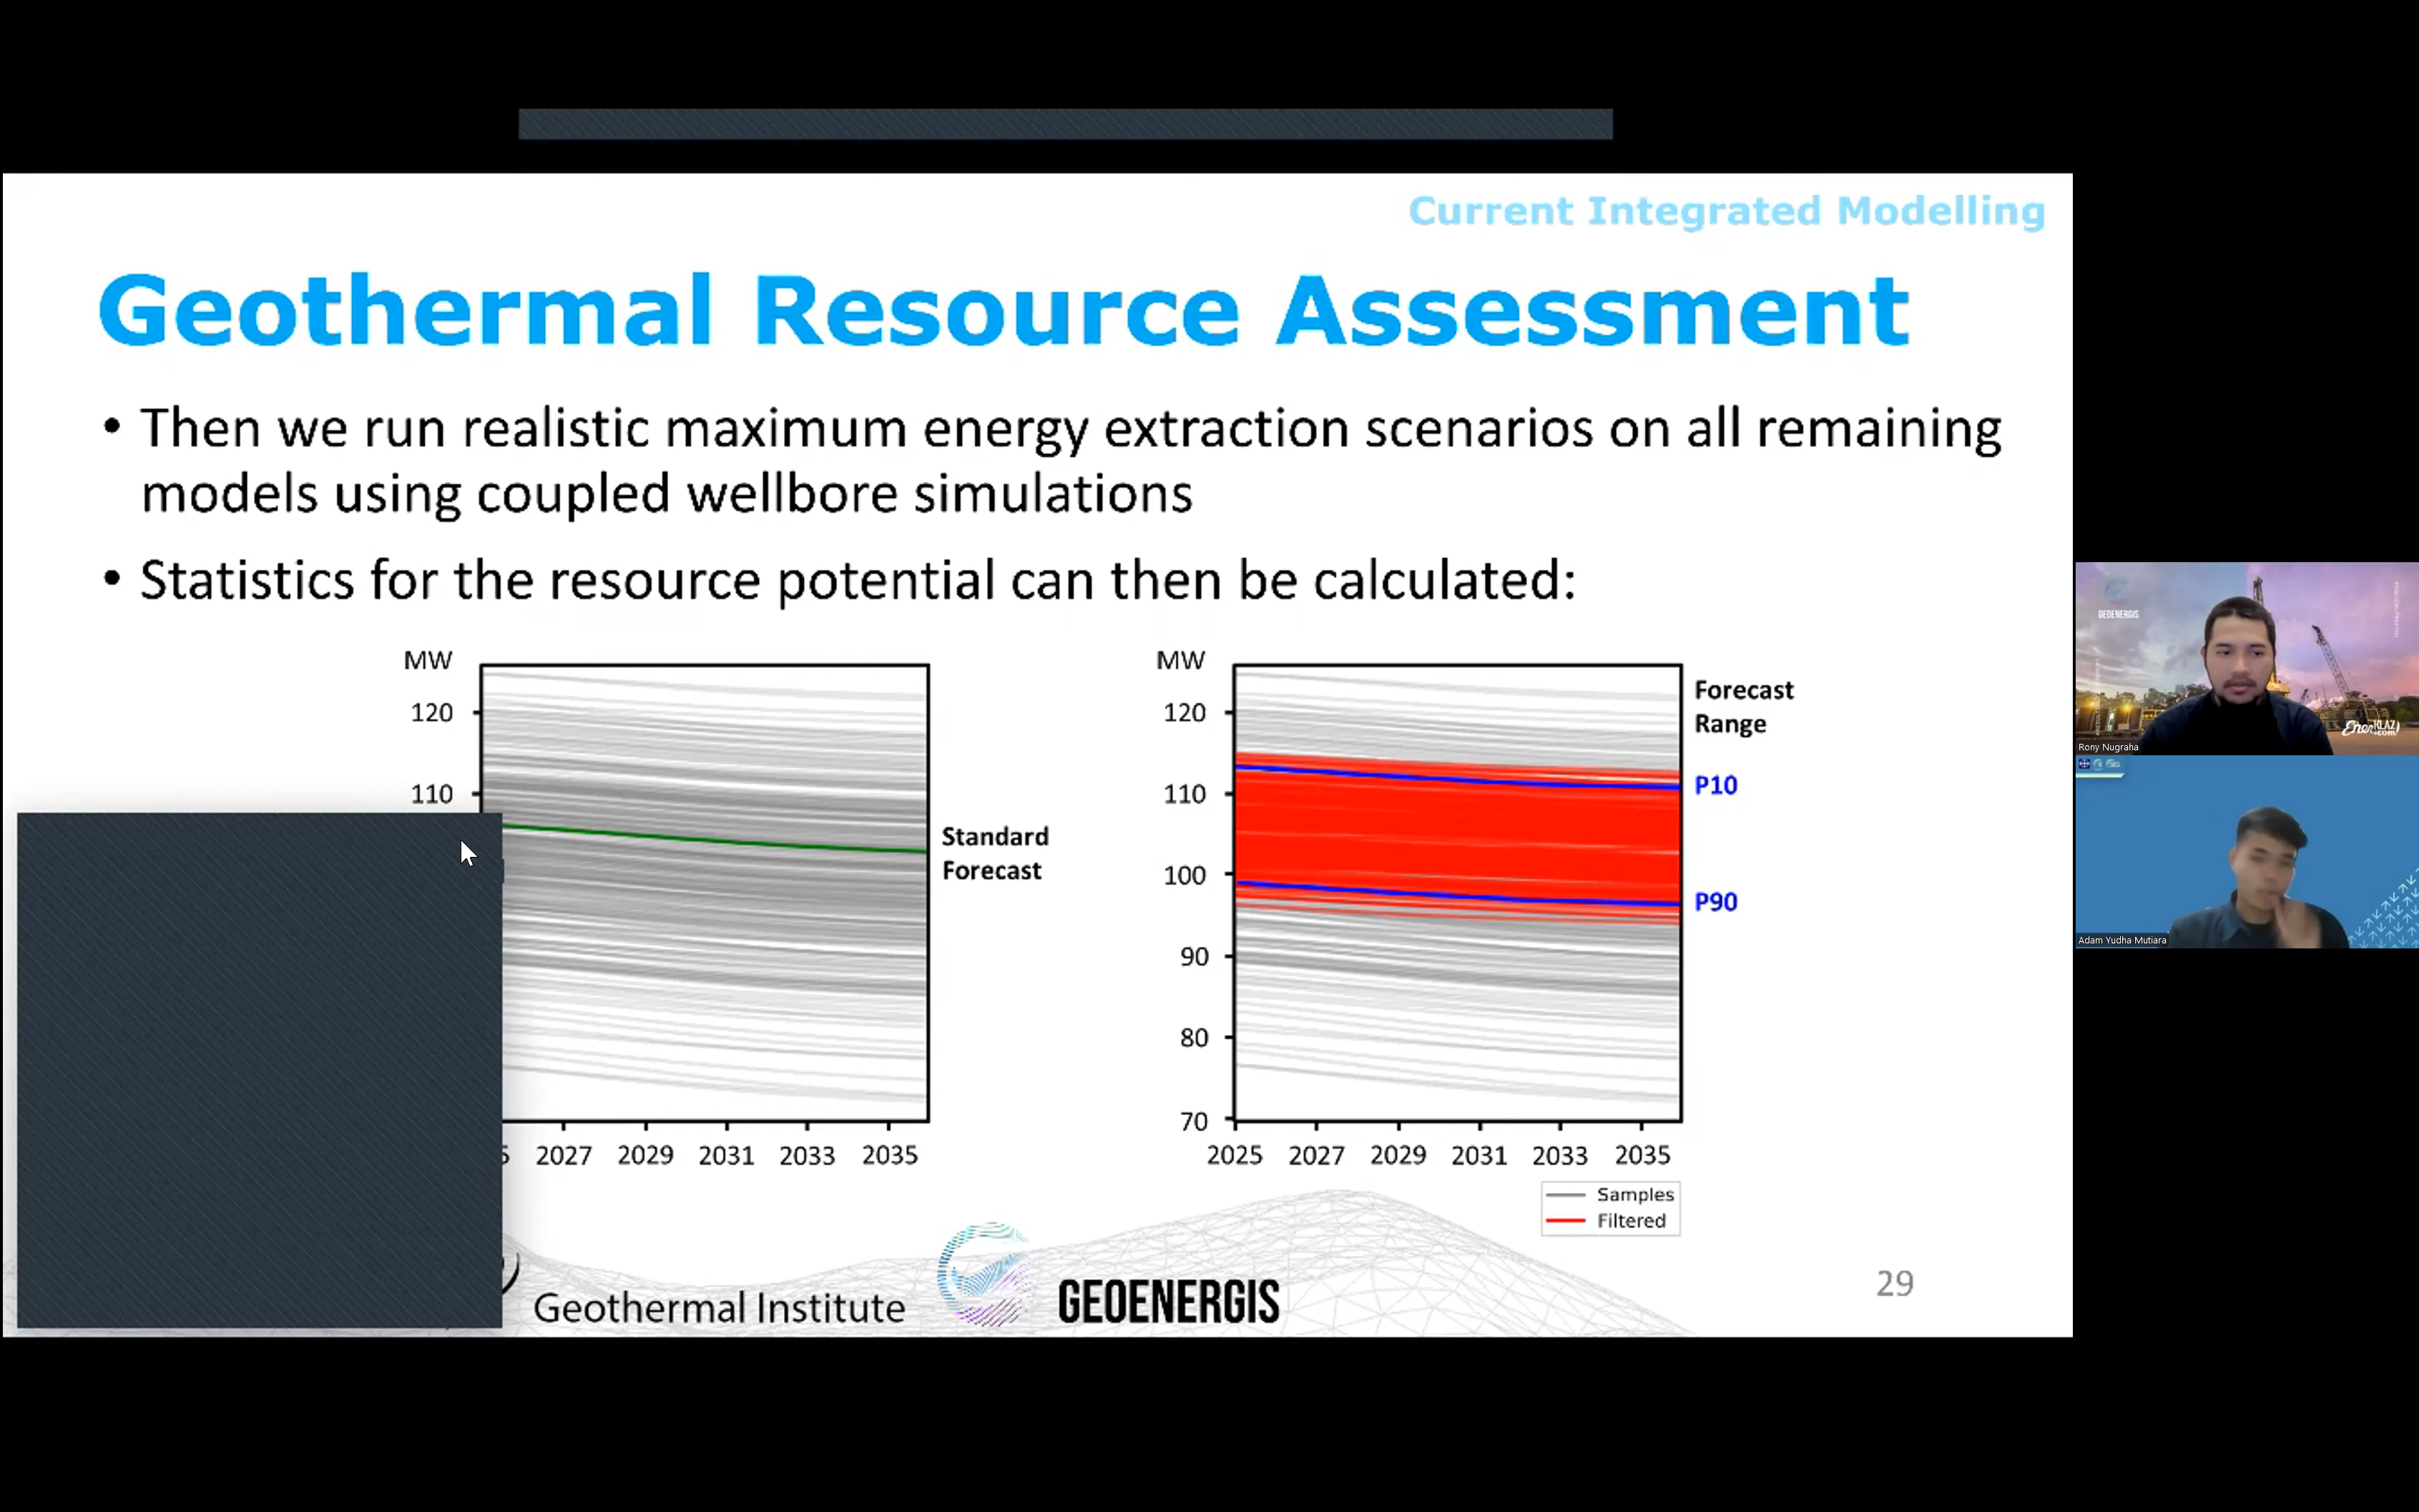 Current Integrated Modelling
Geothermal Resource Assessment
• Then we run realistic maximum energy extraction scenarios on all remaining
models using coupled wellbore simulations
• Statistics for the resource potential can then be calculated:
MW
120
110
Standard
Forecast
2027 2029 2031 2033 2035
MW
120
110
100
90
80
70
2025 2027 2029 2031 2033 2035
Forecast
Range
P10
P90
Samples
Filtered
Geothermal Institute
GEOENERGIS
29
GEOENERGIS
Rony Nugraha
Adam Yudha Mutiara